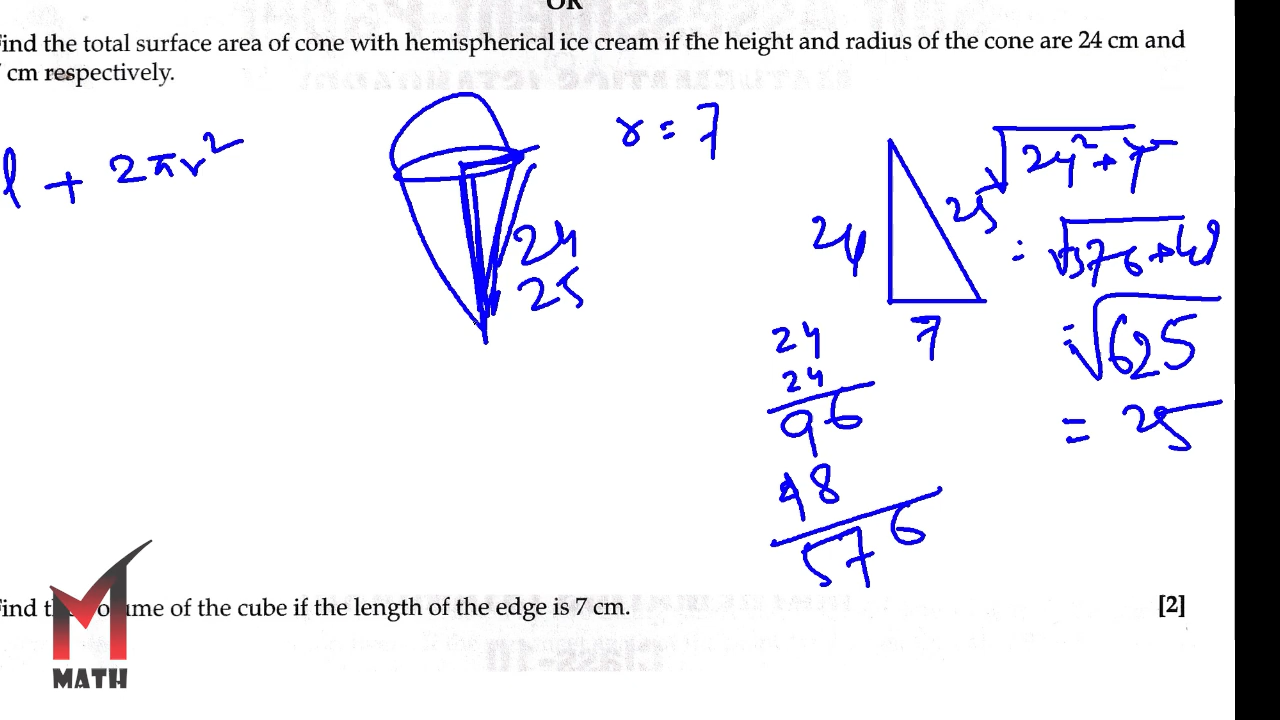 OR
ind the total surface area of cone with hemispherical ice cream if the height and radius of the cone are 24 cm and
cm respectively.
l + 2πr²
r = 7
24
25
24
25
7
√24² + 7²
= √576 + 49
= √625
= 25
24
24
96
48
576
ind the volume of the cube if the length of the edge is 7 cm. [2]
MATH